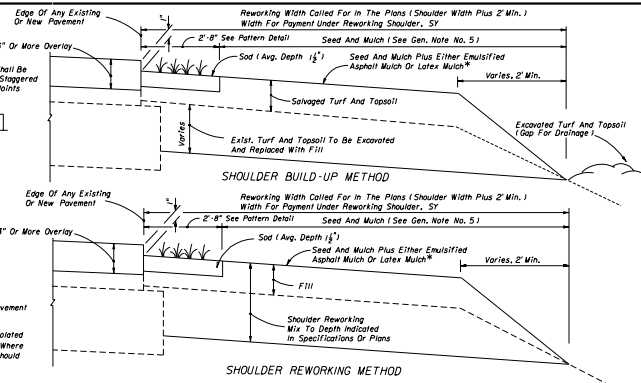 Edge Of Any Existing
Or New Pavement
1"
Reworking Width Called For In The Plans (Shoulder Width Plus 2' Min.)
Width For Payment Under Reworking Shoulder, SY
2'-8" See Pattern Detail
Seed And Mulch (See Gen. Note No. 5)
" Or More Overlay
Sod (Avg. Depth 1½")
Seed And Mulch Plus Either Emulsified
Asphalt Mulch Or Latex Mulch*
Varies, 2' Min.
hall Be
Staggered
oints
Salvaged Turf And Topsoil
Excavated Turf And Topsoil
(Gap For Drainage)
Varies
Exist. Turf And Topsoil To Be Excavated
And Replaced With Fill
SHOULDER BUILD-UP METHOD
Edge Of Any Existing
Or New Pavement
1"
Reworking Width Called For In The Plans (Shoulder Width Plus 2' Min.)
Width For Payment Under Reworking Shoulder, SY
2'-8" See Pattern Detail
Seed And Mulch (See Gen. Note No. 5)
" Or More Overlay
Sod (Avg. Depth 1½")
Seed And Mulch Plus Either Emulsified
Asphalt Mulch Or Latex Mulch*
Varies, 2' Min.
Fill
vement
Shoulder Reworking
Mix To Depth Indicated
In Specifications Or Plans
olated
Where
hould
SHOULDER REWORKING METHOD